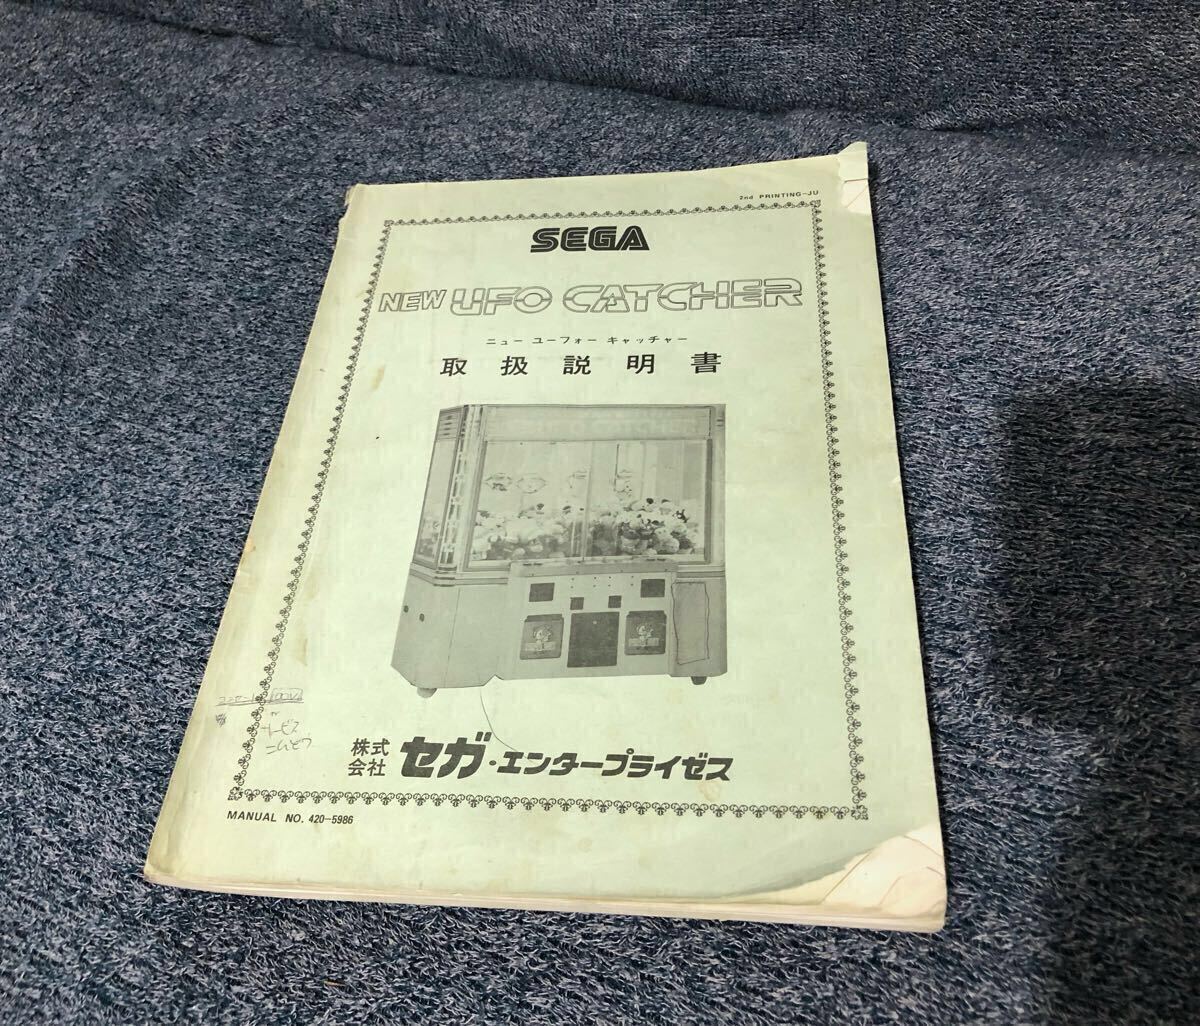 2nd PRINTING-JU
SEGA
NEW UFO CATCHER
ニュー ユーフォー キャッチャー
取扱説明書
100V
株式会社 セガ・エンタープライゼス
MANUAL NO. 420-5986